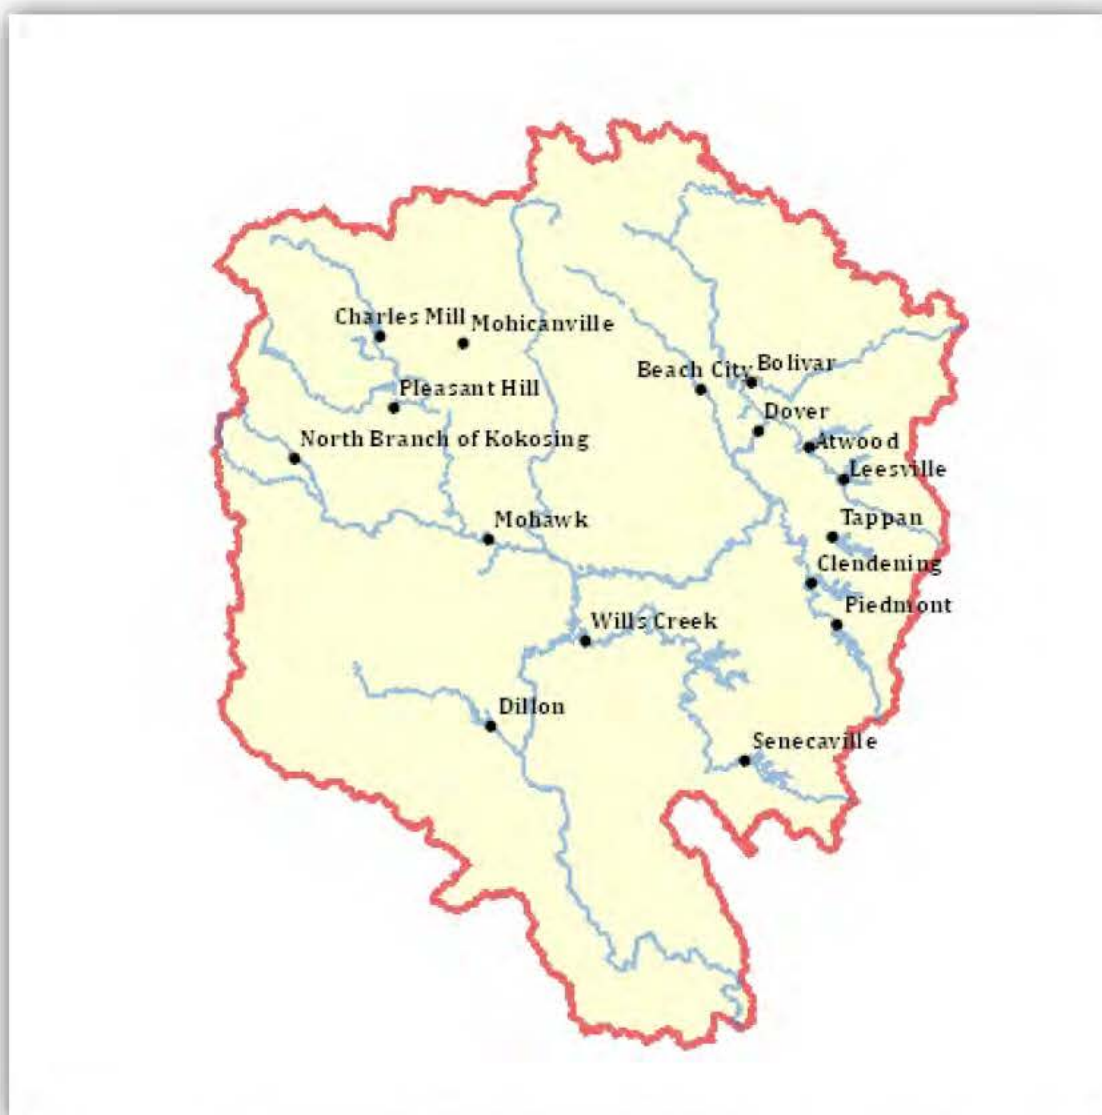 Charles Mill
Mohicanville
Beach City
Bolivar
Pleasant Hill
Dover
North Branch of Kokosing
Atwood
Leesville
Mohawk
Tappan
Clendening
Piedmont
Wills Creek
Dillon
Senecaville